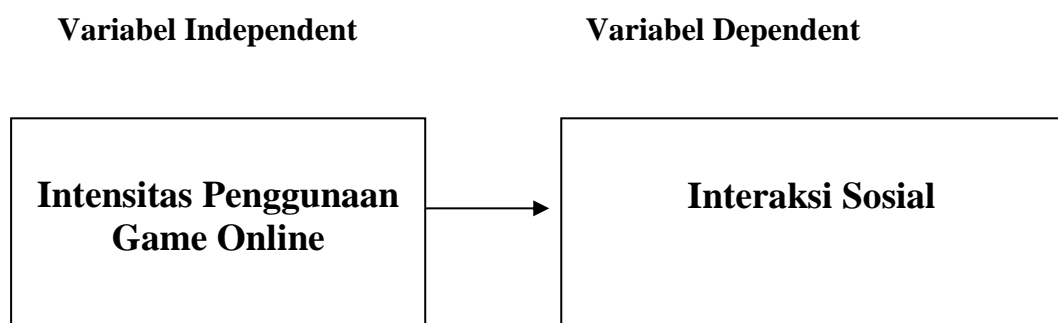 Variabel Independent
Variabel Dependent
Intensitas Penggunaan
Game Online
Interaksi Sosial